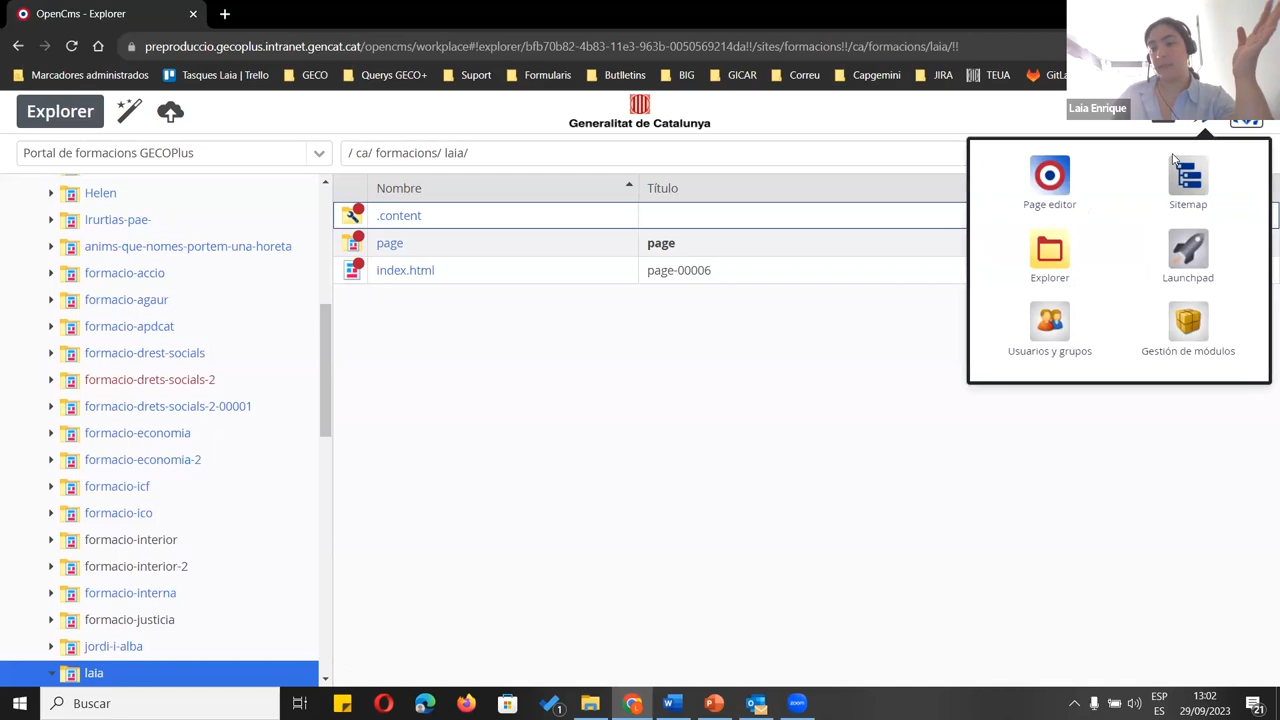 OpenCms
preproducio.gecoplus.intranet.gencat.cat/opencms/workplace#!explorer/bfb70b82-4b83-11e3-963b-0050569214da!!/sites/formacions!!/ca/formacions/laia/!!
Marcadores administrados
Tasques Laia | Trello
GECO
Querys-Excels
Suport
Formularis
Butlletins
BIG
GICAR
Correu
Capgemini
JIRA
TEUA
Laia Enrique
Explorer
Generalitat de Catalunya
Portal de formacions GECOPlus
/ ca/ formacions/ laia/
Nombre
Título
Helen
Irurtias-pae-
anims-que-nomes-portem-una-horeta
formacio-accio
formacio-agaur
formacio-apdcat
formacio-drest-socials
formacio-drets-socials-2
formacio-drets-socials-2-00001
formacio-economia
formacio-economia-2
formacio-icf
formacio-ico
formacio-interior
formacio-interior-2
formacio-interna
formacio-justicia
jordi-i-alba
laia
.content
page
page
index.html
page-00006
Page editor
Sitemap
Explorer
Launchpad
Usuarios y grupos
Gestión de módulos
Buscar
ESP
ES
13:02
29/09/2023
21